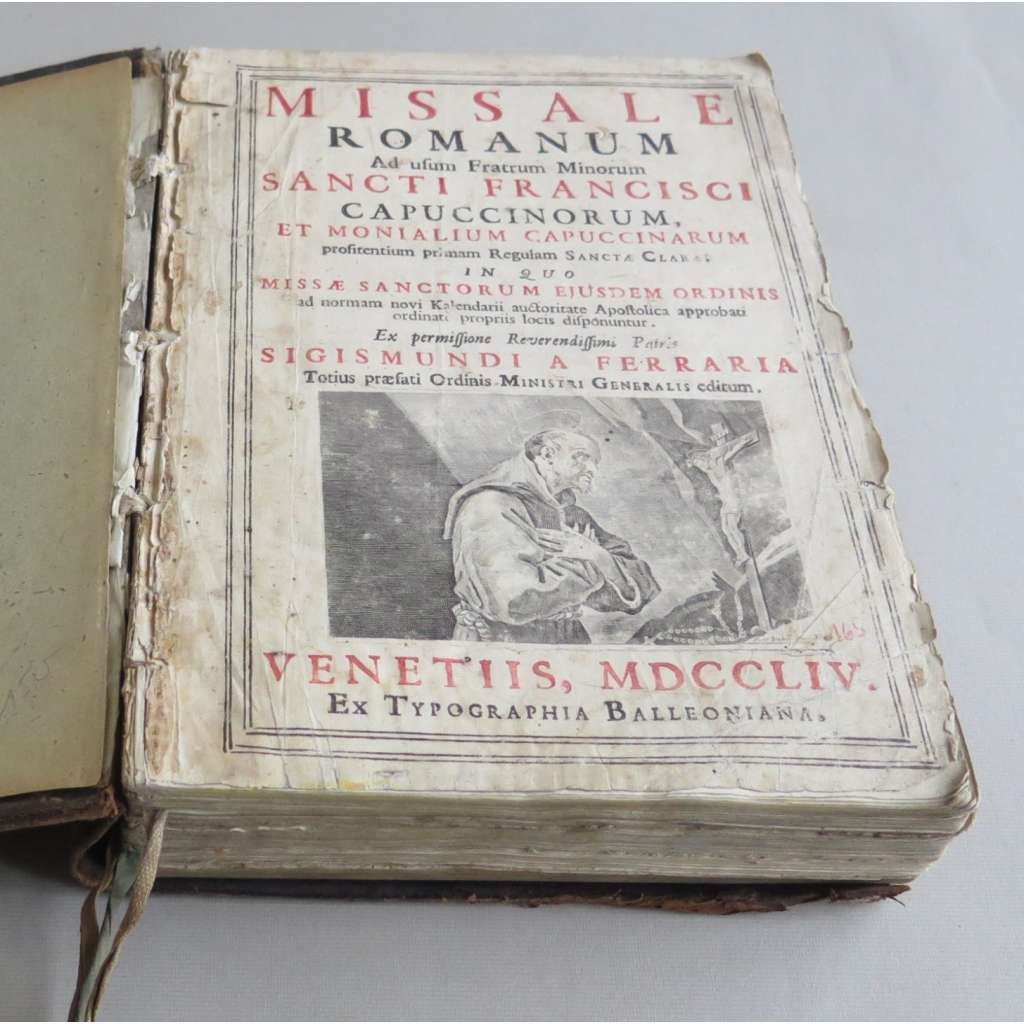 MISSALE
ROMANUM
Ad uſum Fratrum Minorum
SANCTI FRANCISCI
CAPUCCINORUM,
ET MONIALIUM CAPUCCINARUM
profitentium primam Regulam SANCTÆ CLARÆ:
IN QUO
MISSÆ SANCTORUM EJUSDEM ORDINIS
ad normam novi Kalendarii auctoritate Apoſtolica approbati
ordinati propriis locis diſponuntur.
Ex permiſſione Reverendiſſimi Patris
SIGISMUNDI A FERRARIA
Totius præfati Ordinis MINISTRI GENERALIS editum.
165
VENETIIS, MDCCLIV.
EX TYPOGRAPHIA BALLEONIANA.